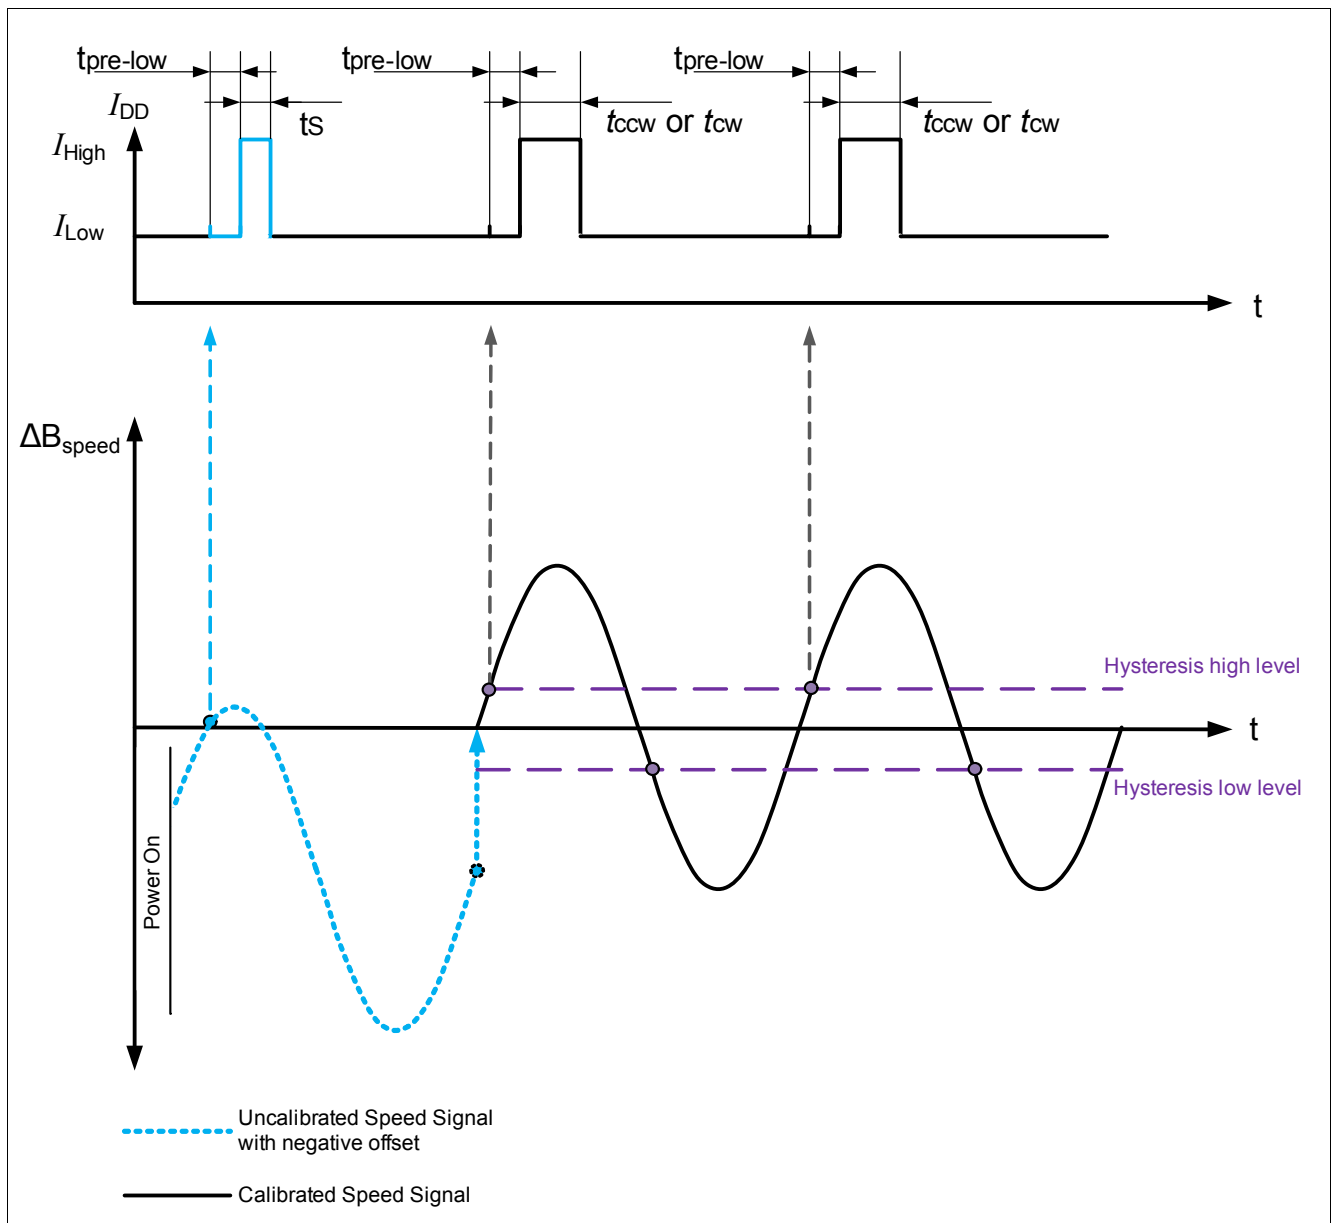 tpre-low tpre-low tpre-low
IDD tS tccw or tcw tccw or tcw
IHigh
ILow
t
ΔBspeed
Hysteresis high level
t
Hysteresis low level
Power On
Uncalibrated Speed Signal
with negative offset
Calibrated Speed Signal